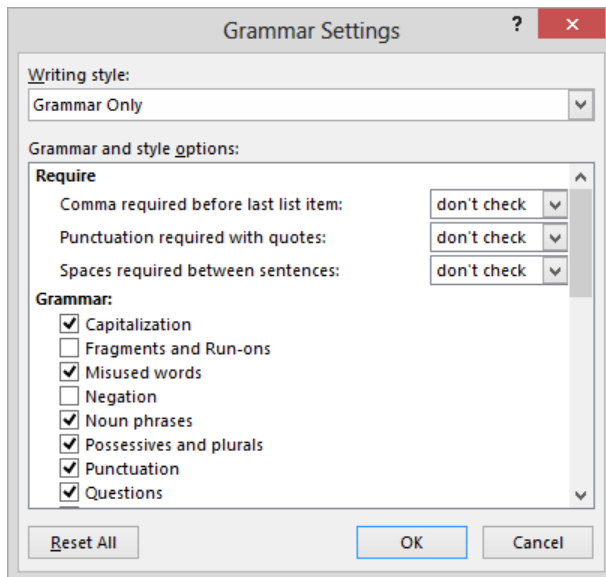 Grammar Settings
?
Writing style:
Grammar Only
Grammar and style options:
Require
Comma required before last list item: don't check
Punctuation required with quotes: don't check
Spaces required between sentences: don't check
Grammar:
Capitalization
Fragments and Run-ons
Misused words
Negation
Noun phrases
Possessives and plurals
Punctuation
Questions
Reset All OK Cancel